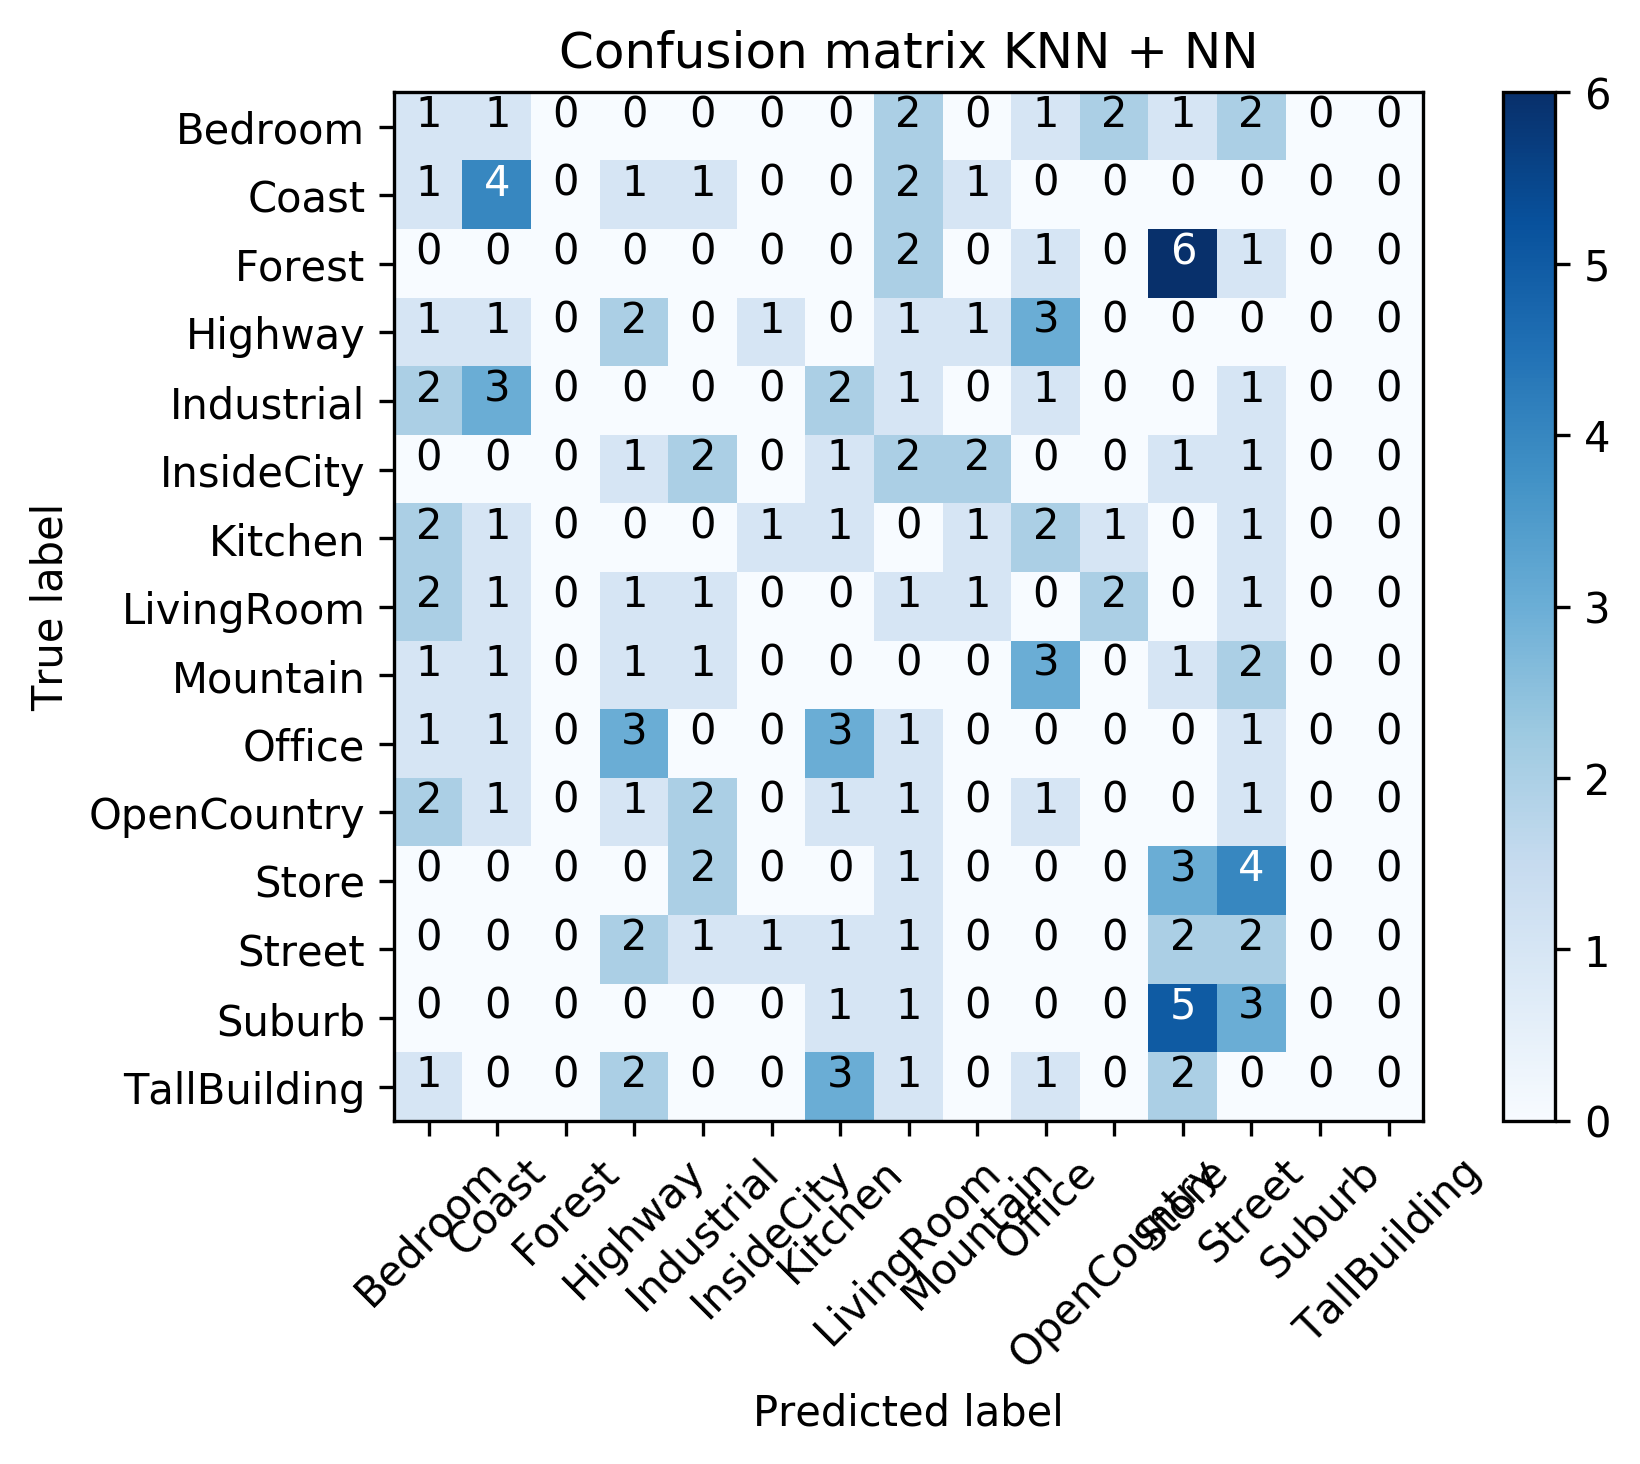 Confusion matrix KNN + NN
Bedroom 1 1 0 0 0 0 0 2 0 1 2 1 2 0 0
Coast 1 4 0 1 1 0 0 2 1 0 0 0 0 0 0
Forest 0 0 0 0 0 0 0 2 0 1 0 6 1 0 0
Highway 1 1 0 2 0 1 0 1 1 3 0 0 0 0 0
Industrial 2 3 0 0 0 0 2 1 0 1 0 0 1 0 0
InsideCity 0 0 0 1 2 0 1 2 2 0 0 1 1 0 0
Kitchen 2 1 0 0 0 1 1 0 1 2 1 0 1 0 0
LivingRoom 2 1 0 1 1 0 0 1 1 0 2 0 1 0 0
Mountain 1 1 0 1 1 0 0 0 0 3 0 1 2 0 0
Office 1 1 0 3 0 0 3 1 0 0 0 0 1 0 0
OpenCountry 2 1 0 1 2 0 1 1 0 1 0 0 1 0 0
Store 0 0 0 0 2 0 0 1 0 0 0 3 4 0 0
Street 0 0 0 2 1 1 1 1 0 0 0 2 2 0 0
Suburb 0 0 0 0 0 0 1 1 0 0 0 5 3 0 0
TallBuilding 1 0 0 2 0 0 3 1 0 1 0 2 0 0 0
True label
Bedroom
Coast
Forest
Highway
Industrial
InsideCity
Kitchen
LivingRoom
Mountain
Office
OpenCountry
Store
Street
Suburb
TallBuilding
Predicted label
6
5
4
3
2
1
0